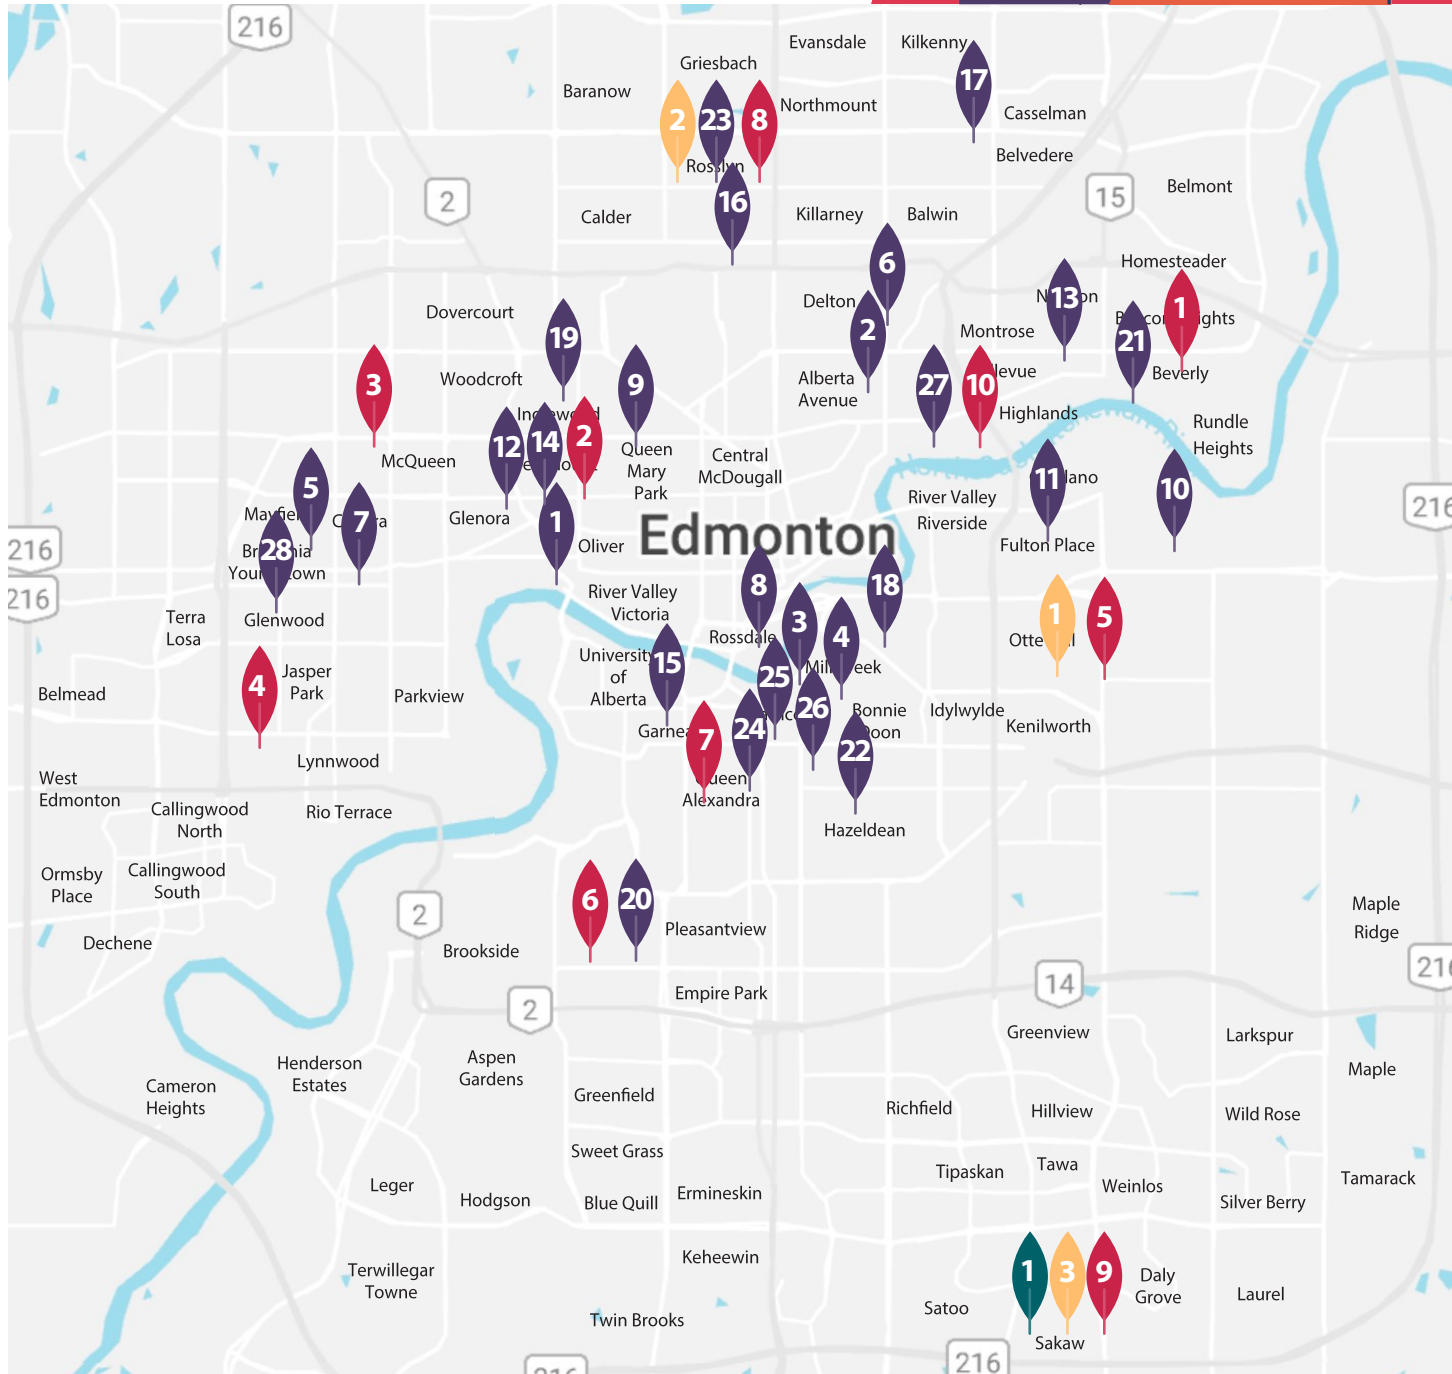 216
Evansdale
Kilkenny
Griesbach
17
Baranow
Northmount
Casselman
2
23
8
Belvedere
Rosslyn
2
15
Belmont
16
Calder
Killarney
Balwin
6
Homesteader
Delton
13
1
Dovercourt
2
Montrose
21
19
Woodcroft
3
9
Alberta
Avenue
27
10
Beverly
Highlands
12
14
2
McQueen
Queen
Mary
Park
Central
McDougall
Rundle
Heights
5
11
10
River Valley
Riverside
216
7
Glenora
1
Oliver
Edmonton
Fulton Place
216
28
216
8
18
River Valley
Victoria
Terra
Losa
Glenwood
3
4
1
5
Rossdale
University
of
Alberta
15
25
Jasper
Park
4
Belmead
Parkview
26
Bonnie
Doon
Idylwylde
Kenilworth
7
24
22
Lynnwood
Queen
Alexandra
West
Edmonton
Callingwood
North
Rio Terrace
Hazeldean
Ormsby
Place
Callingwood
South
6
20
Maple
Ridge
2
Pleasantview
Dechene
Brookside
216
14
Empire Park
2
Greenview
Larkspur
Henderson
Estates
Aspen
Gardens
Maple
Cameron
Heights
Greenfield
Richfield
Hillview
Wild Rose
Sweet Grass
Tipaskan
Tawa
Leger
Hodgson
Blue Quill
Ermineskin
Weinlos
Silver Berry
Tamarack
Keheewin
1
3
9
Terwillegar
Towne
Daly
Grove
Laurel
Satoo
Twin Brooks
Sakaw
216
216